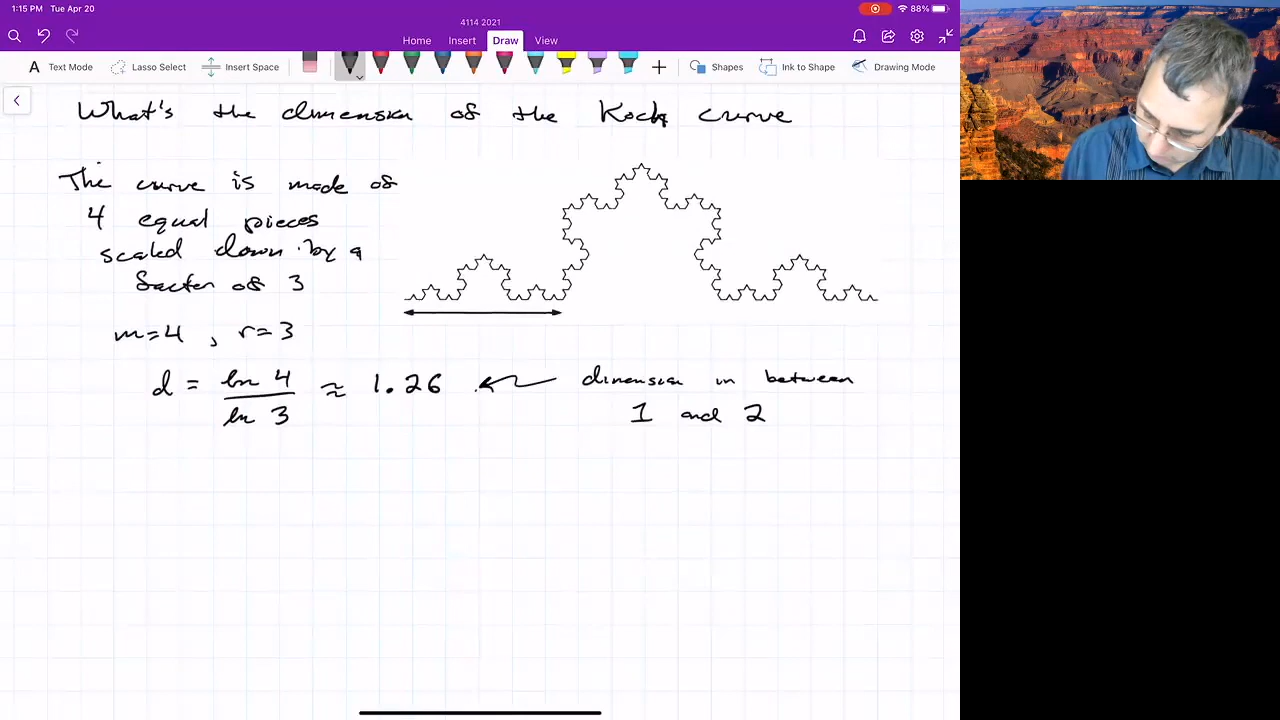 1:15 PM Tue Apr 20
88%
4114 2021
Home Insert Draw View
A Text Mode Lasso Select Insert Space Shapes Ink to Shape Drawing Mode
What's the dimension of the Koch curve
The curve is made of
4 equal pieces
scaled down by a
factor of 3
m=4 , r=3
d = ln 4 / ln 3 ≈ 1.26 dimension in between
1 and 2